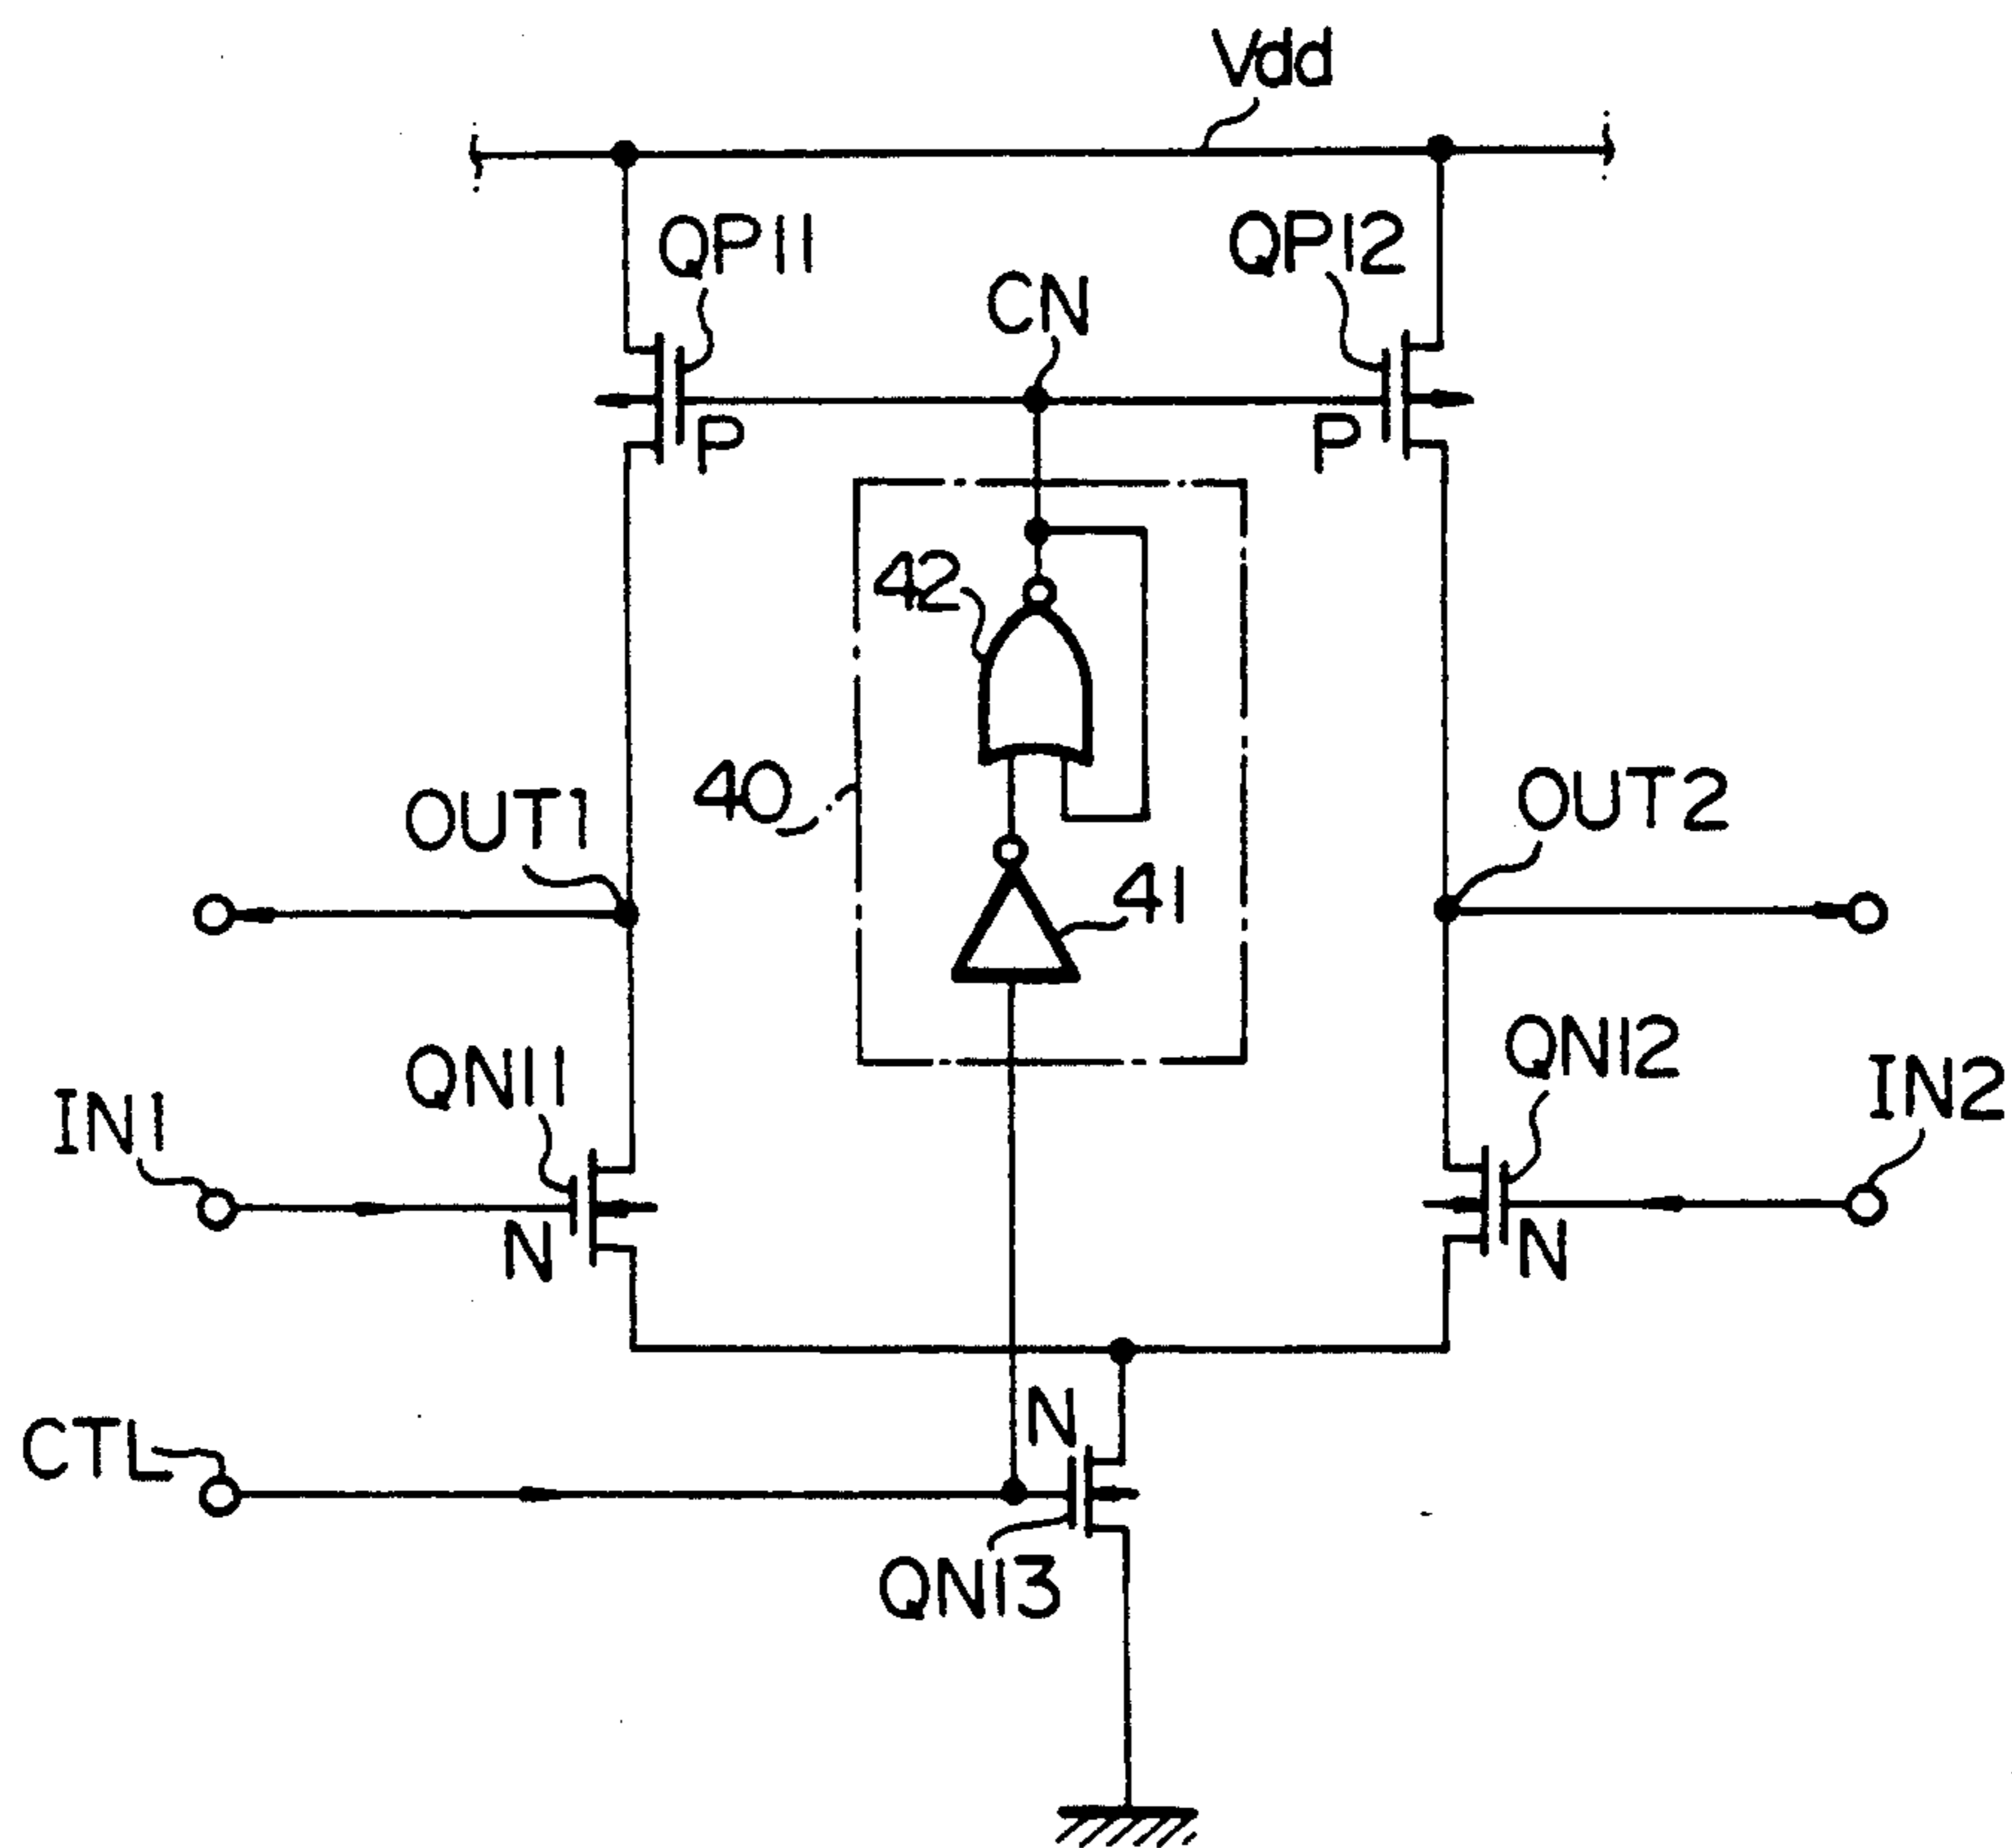 Vdd
QP11
QP12
CN
P
P
42
40
OUT1
OUT2
41
QN11
QN12
IN1
IN2
N
N
N
CTL
QN13